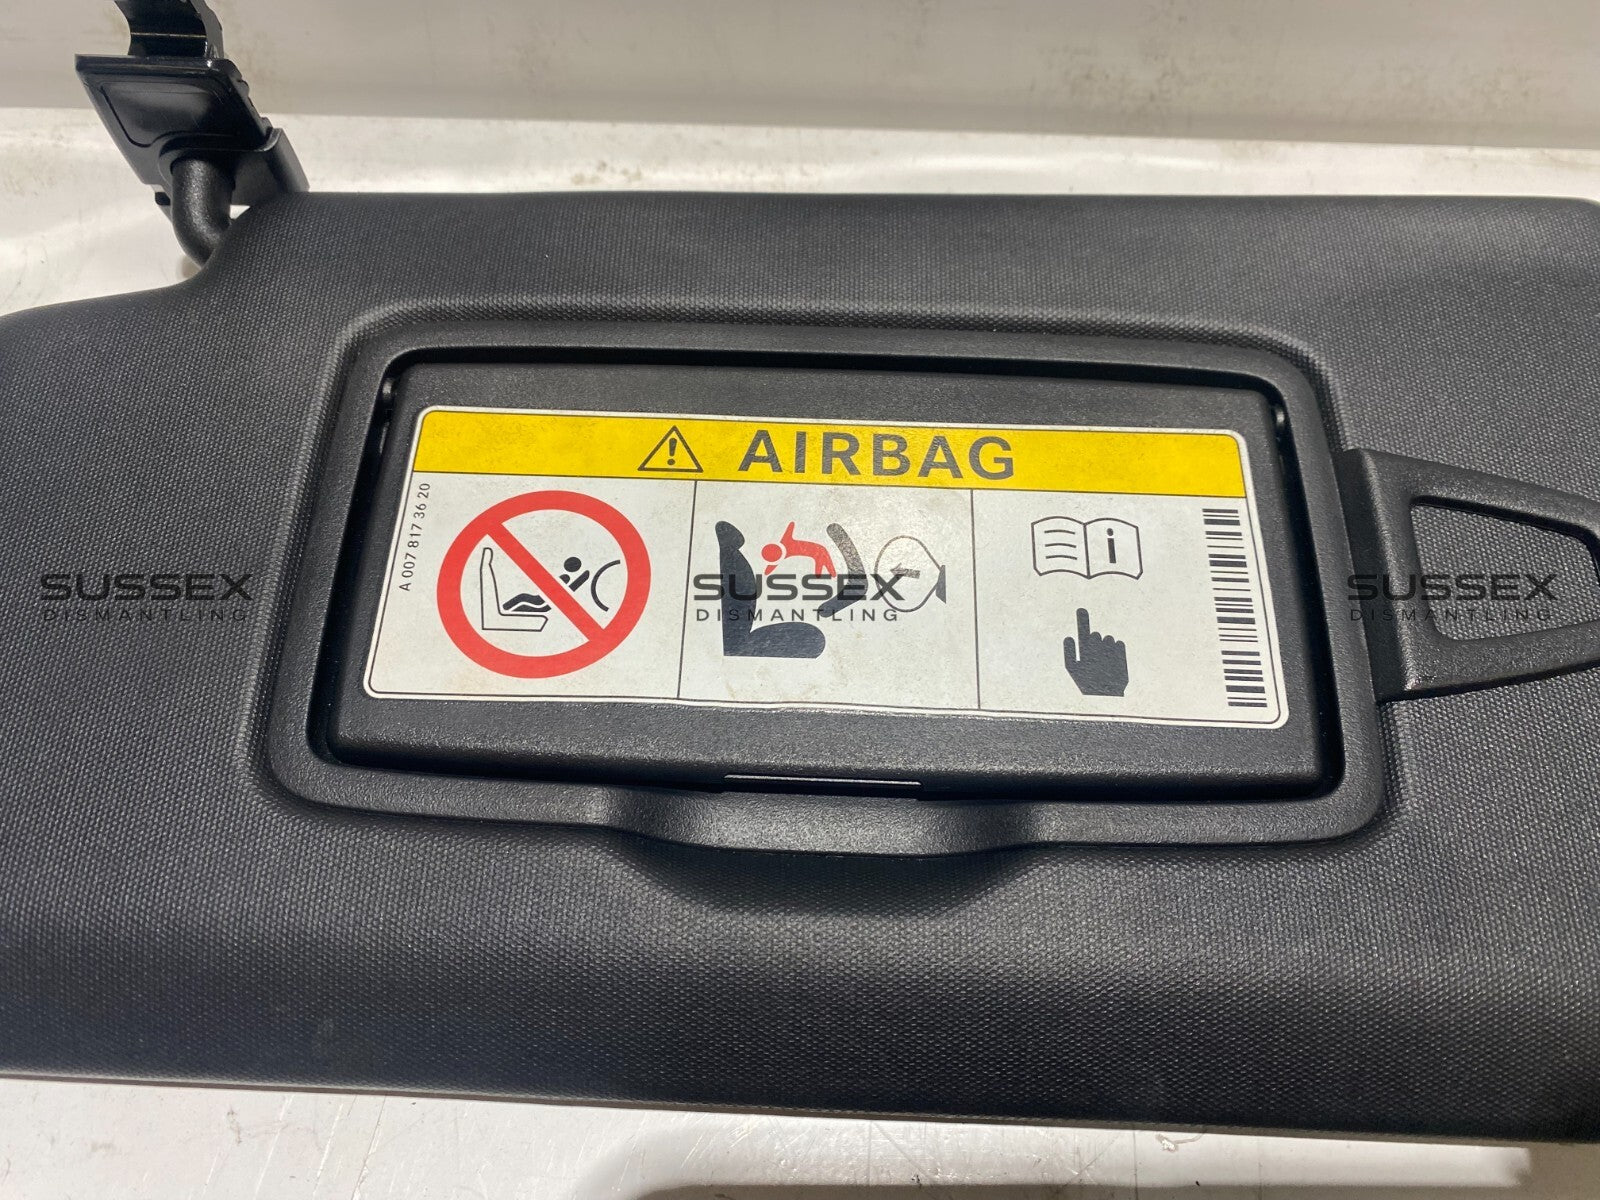 AIRBAG
A 007 817 36 20
i
SUSSEX
DISMANTLING
SUSSEX
DISMANTLING
SUSSEX
DISMANTLING